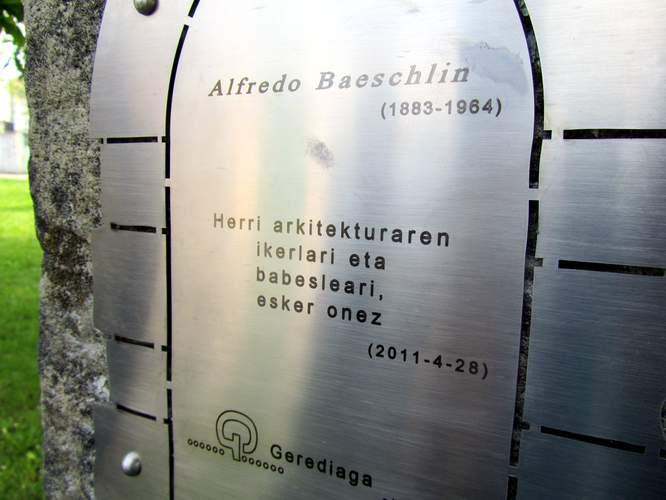 Alfredo Baeschlin
(1883-1964)
Herri arkitekturaren
ikerlari eta
babesleari,
esker onez
(2011-4-28)
Gerediaga